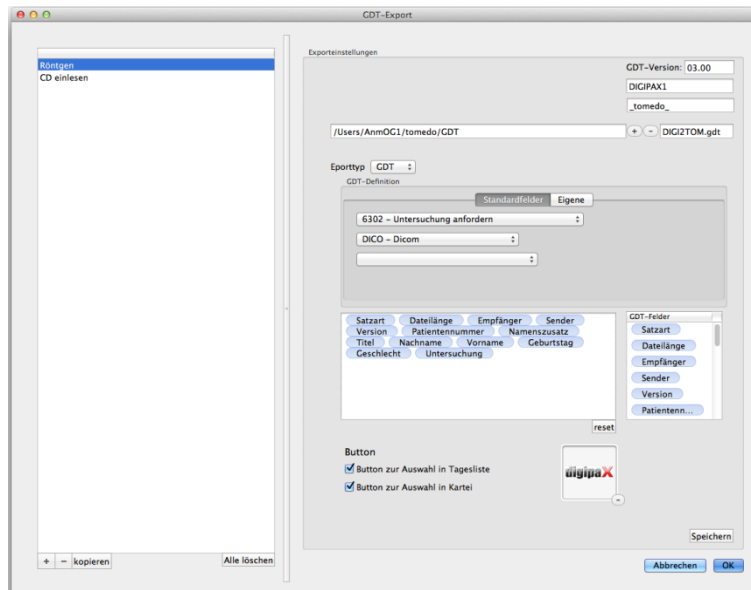 GDT-Export
Röntgen
CD einlesen
Exporteinstellungen
GDT-Version: 03.00
DIGIPAX1
_tomedo_
/Users/AnmOG1/tomedo/GDT + - DIGI2TOM.gdt
Eporttyp GDT
GDT-Definition
Standardfelder Eigene
6302 - Untersuchung anfordern
DICO - Dicom
Satzart Dateilänge Empfänger Sender
Version Patientennummer Namenszusatz
Titel Nachname Vorname Geburtstag
Geschlecht Untersuchung
GDT-Felder
Satzart
Dateilänge
Empfänger
Sender
Version
Patientenn...
reset
Button
Button zur Auswahl in Tagesliste
Button zur Auswahl in Kartei
digipaX
-
Speichern
+ - kopieren Alle löschen
Abbrechen OK